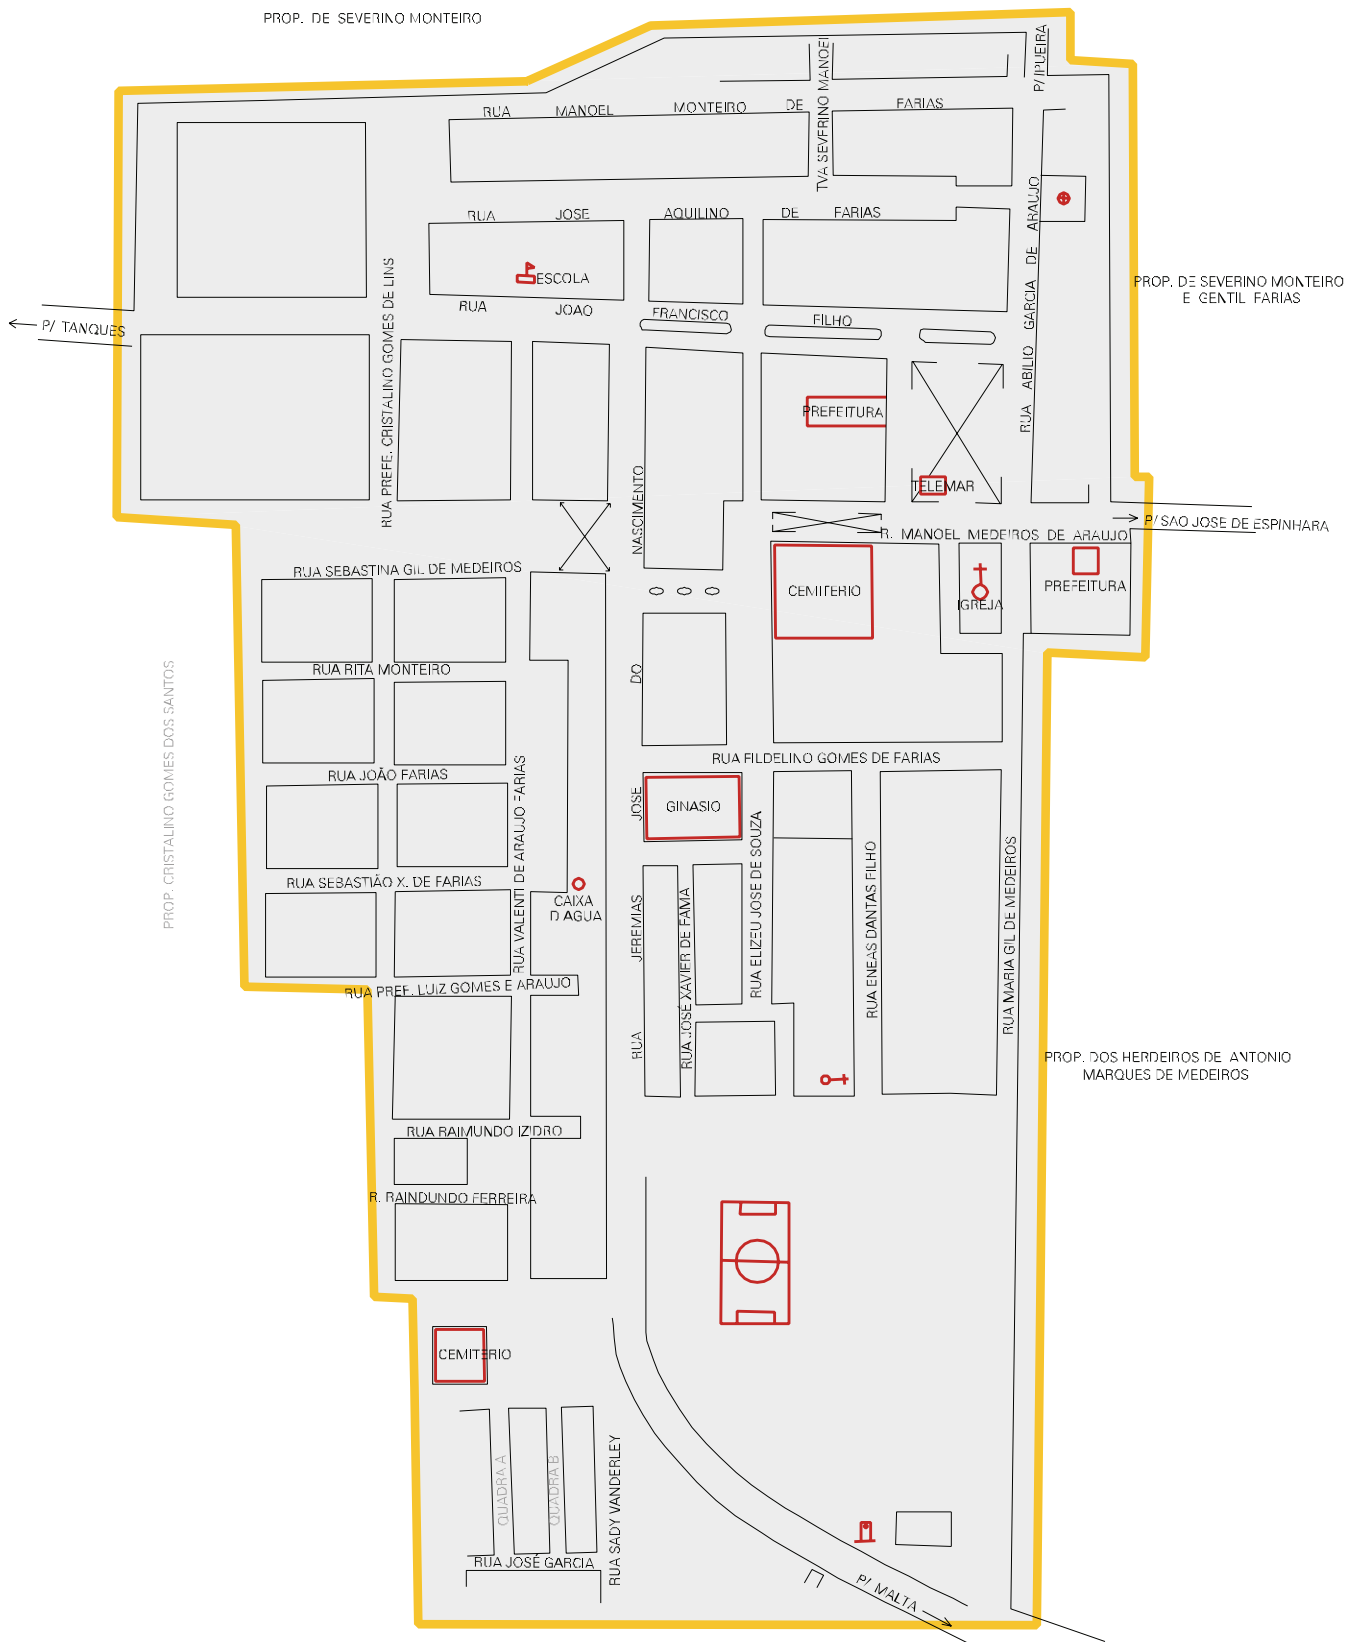 PROP. DE SEVERINO MONTEIRO
P/ IPUEIRA
RUA MANOEL MONTEIRO DE FARIAS
TVA SEVERINO MANOEL
RUA JOSE AQUILINO DE FARIAS
RUA ABILIO GARCIA DE ARAUJO
ESCOLA
PROP. DE SEVERINO MONTEIRO
E GENTIL FARIAS
RUA JOAO FRANCISCO FILHO
P/ TANQUES
RUA PREFE. CRISTALINO GOMES DE LINS
PREFEITURA
TELEMAR
P/ SAO JOSE DE ESPINHARA
R. MANOEL MEDEIROS DE ARAUJO
RUA SEBASTINA GIL DE MEDEIROS
CEMITERIO
IGREJA
PREFEITURA
RUA RITA MONTEIRO
PROP. CRISTALINO GOMES DOS SANTOS
RUA JEREMIAS JOSE DO NASCIMENTO
RUA FILDELINO GOMES DE FARIAS
RUA JOÃO FARIAS
RUA VALENTI DE ARAUJO FARIAS
GINASIO
RUA SEBASTIÃO X. DE FARIAS
CAIXA
D AGUA
RUA JOSÉ XAVIER DE FAMA
RUA ELIZEU JOSE DE SOUZA
RUA ENEAS DANTAS FILHO
RUA MARIA GIL DE MEDEIROS
RUA PREF. LUIZ GOMES E ARAUJO
PROP. DOS HERDEIROS DE ANTONIO
MARQUES DE MEDEIROS
RUA RAIMUNDO IZIDRO
R. RAINDUNDO FERREIRA
CEMITERIO
QUADRA A
QUADRA B
RUA SADY VANDERLEY
RUA JOSÉ GARCIA
P/ MALTA